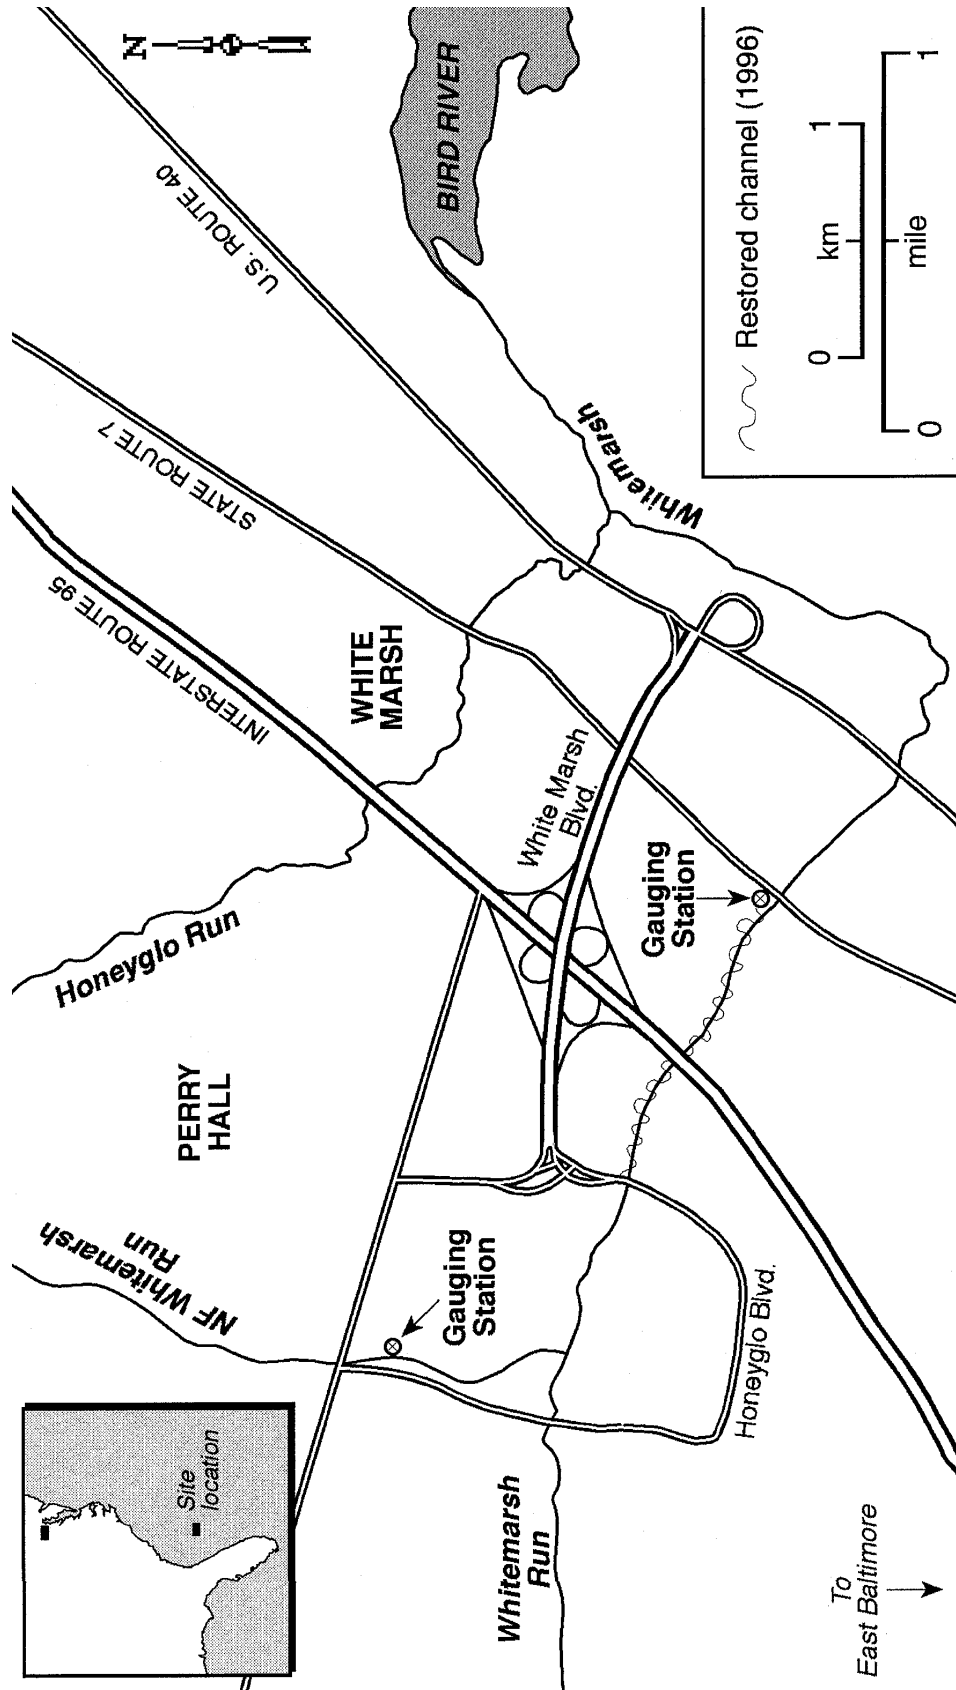 N
U.S. ROUTE 40
STATE ROUTE 7
INTERSTATE ROUTE 95
BIRD RIVER
Whitemarsh
WHITE
MARSH
White Marsh
Blvd.
Honeyglo Run
PERRY
HALL
NF Whitemarsh
Run
Gauging
Station
Gauging
Station
Honeyglo Blvd.
Whitemarsh
Run
Site
location
To
East Baltimore
Restored channel (1996)
0 1
km
0 1
mile